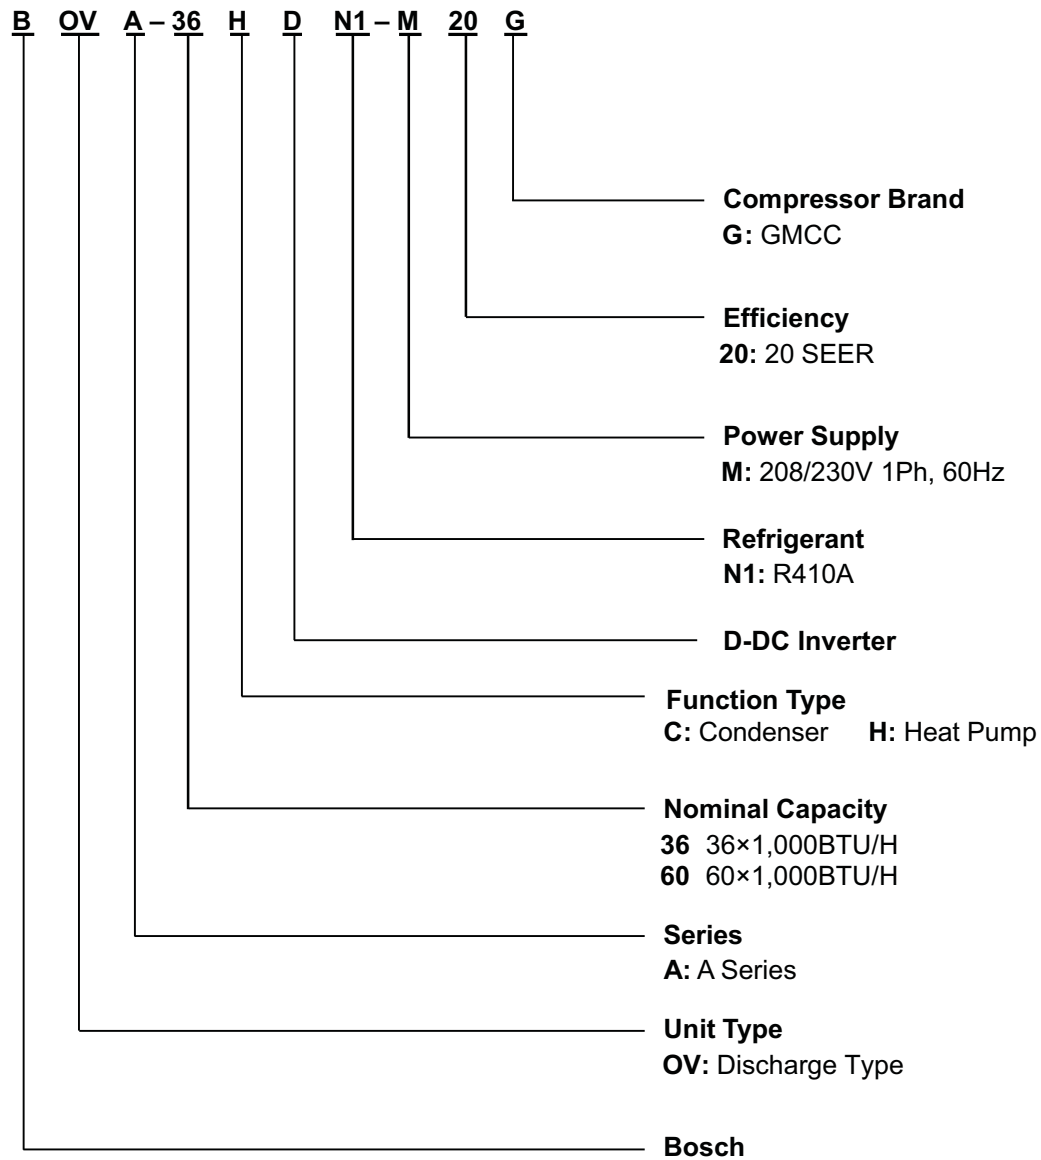 B OV A – 36 H D N1 – M 20 G
Compressor Brand
G: GMCC
Efficiency
20: 20 SEER
Power Supply
M: 208/230V 1Ph, 60Hz
Refrigerant
N1: R410A
D-DC Inverter
Function Type
C: Condenser H: Heat Pump
Nominal Capacity
36 36×1,000BTU/H
60 60×1,000BTU/H
Series
A: A Series
Unit Type
OV: Discharge Type
Bosch